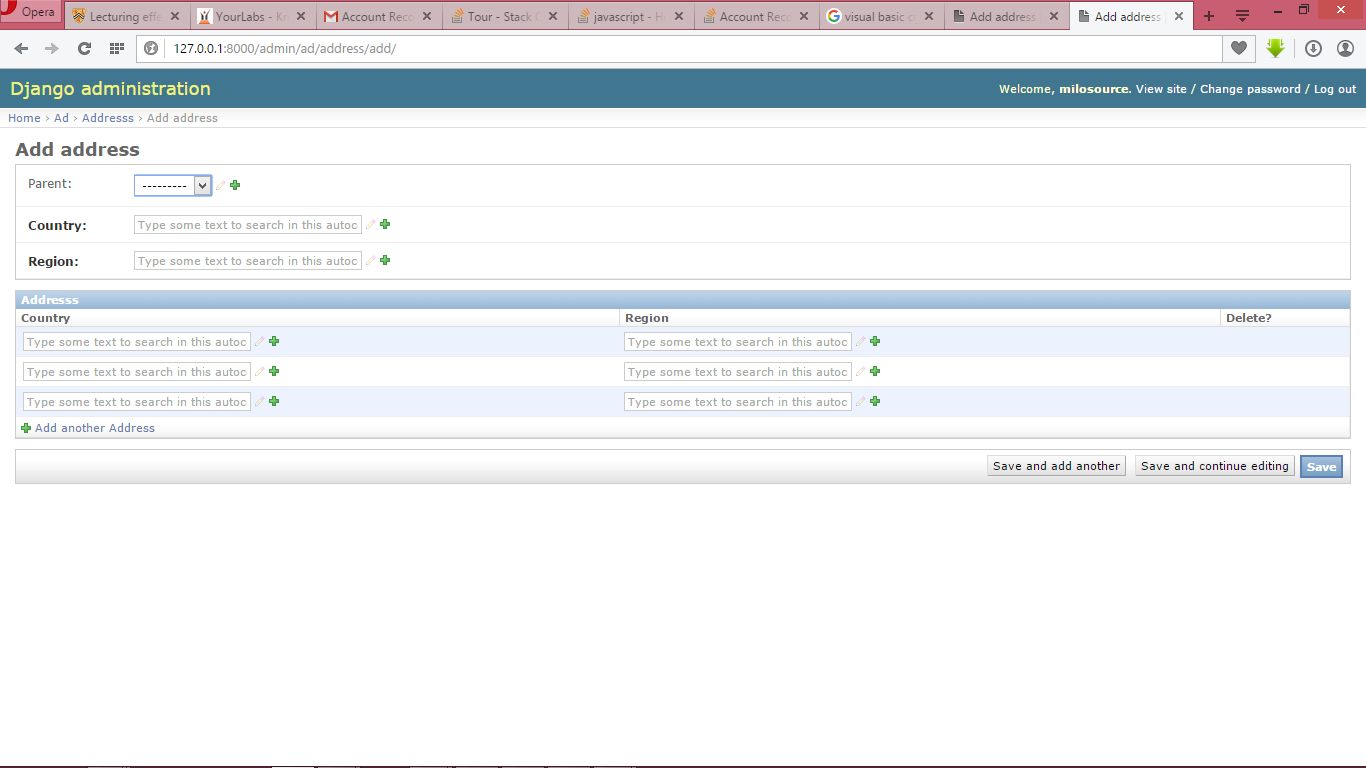 Opera Lecturing effe YourLabs - Kn Account Reco Tour - Stack javascript - H Account Reco visual basic c Add address Add address
127.0.0.1:8000/admin/ad/address/add/
Django administration Welcome, milosource. View site / Change password / Log out
Home › Ad › Addresss › Add address
Add address
Parent: ---------
Country: Type some text to search in this autoc
Region: Type some text to search in this autoc
Addresss
Country Region Delete?
Type some text to search in this autoc Type some text to search in this autoc
Type some text to search in this autoc Type some text to search in this autoc
Type some text to search in this autoc Type some text to search in this autoc
Add another Address
Save and add another Save and continue editing Save